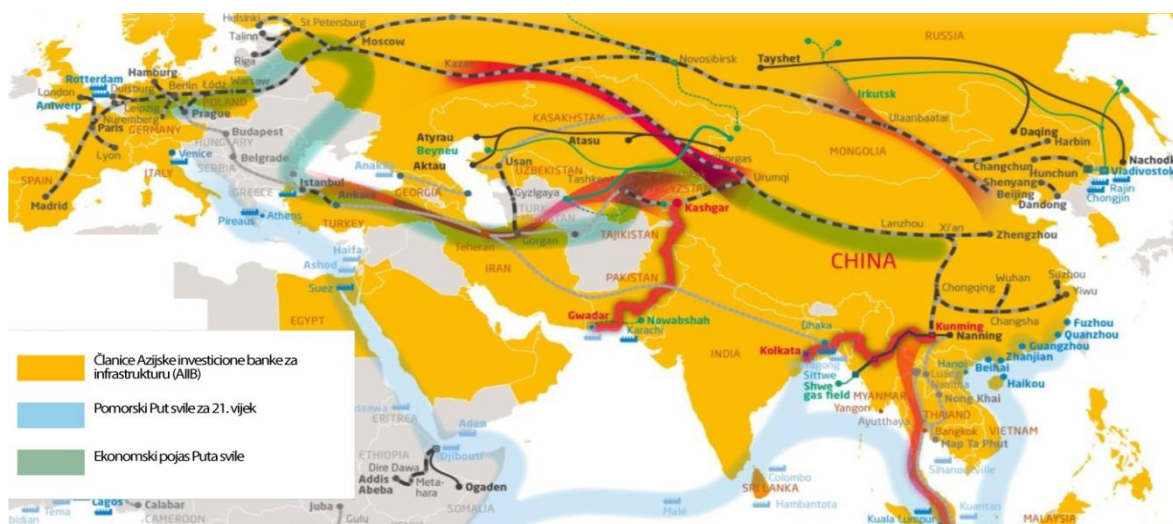 Helsinki
St Petersburg
Talinn
Riga
Moscow
RUSSIA
Tayshet
Kazan
Novosibirsk
Irkutsk
Hamburg
Rotterdam
London
Duisburg
Berlin
Łódź
Warsaw
Antwerp
Leipzig
POLAND
Prague
Nuremberg
GERMANY
Paris
Lyon
Budapest
HUNGARY
Venice
Belgrade
SERBIA
ITALY
SPAIN
Madrid
GREECE
Istanbul
Ankara
Piraeus
Athens
TURKEY
GEORGIA
Anaklia
Atyrau
Beyneu
Aktau
KASAKHSTAN
Atasu
Usan
UZBEKISTAN
Tashkent
Gyzlgaya
Khorgas
Urumqi
Ulaanbaatar
MONGOLIA
Daqing
Harbin
Changchun
Hunchun
Nachodka
Vladivostok
Rajin
Chongjin
Shenyang
Beijing
Dandong
Kashgar
TAJIKISTAN
Teheran
Gorgan
IRAN
PAKISTAN
Haifa
Ashod
Suez
EGYPT
Lanzhou
Xi'an
Zhengzhou
CHINA
Chongqing
Wuhan
Suzhou
Yiwu
Changsha
Gwadar
Nawabshah
Karachi
INDIA
Dhaka
Kolkata
Sittwe
Shwe
gas field
Kunming
Nanning
Fuzhou
Quanzhou
Guangzhou
Zhanjian
Beihai
Haikou
Hanoi
Luang
Namtha
Nong Khai
MYANMAR
Yangon
Ayutthaya
THAILAND
Bangkok
VIETNAM
Map Ta Phut
Sihanoukville
Članice Azijske investicione banke za
infrastrukturu (AIIB)
Pomorski Put svile za 21. vijek
Ekonomski pojas Puta svile
ERITREA
Aden
Djibouti
ETHIOPIA
Dire Dawa
Meta-
hara
Addis
Abeba
Ogaden
SOMALIA
Colombo
SRI LANKA
Hambantota
Malé
Kuala Lumpur
Kuantan
MALAYSIA
Tema
Lagos
Calabar
CAMEROON
Juba
Gulu